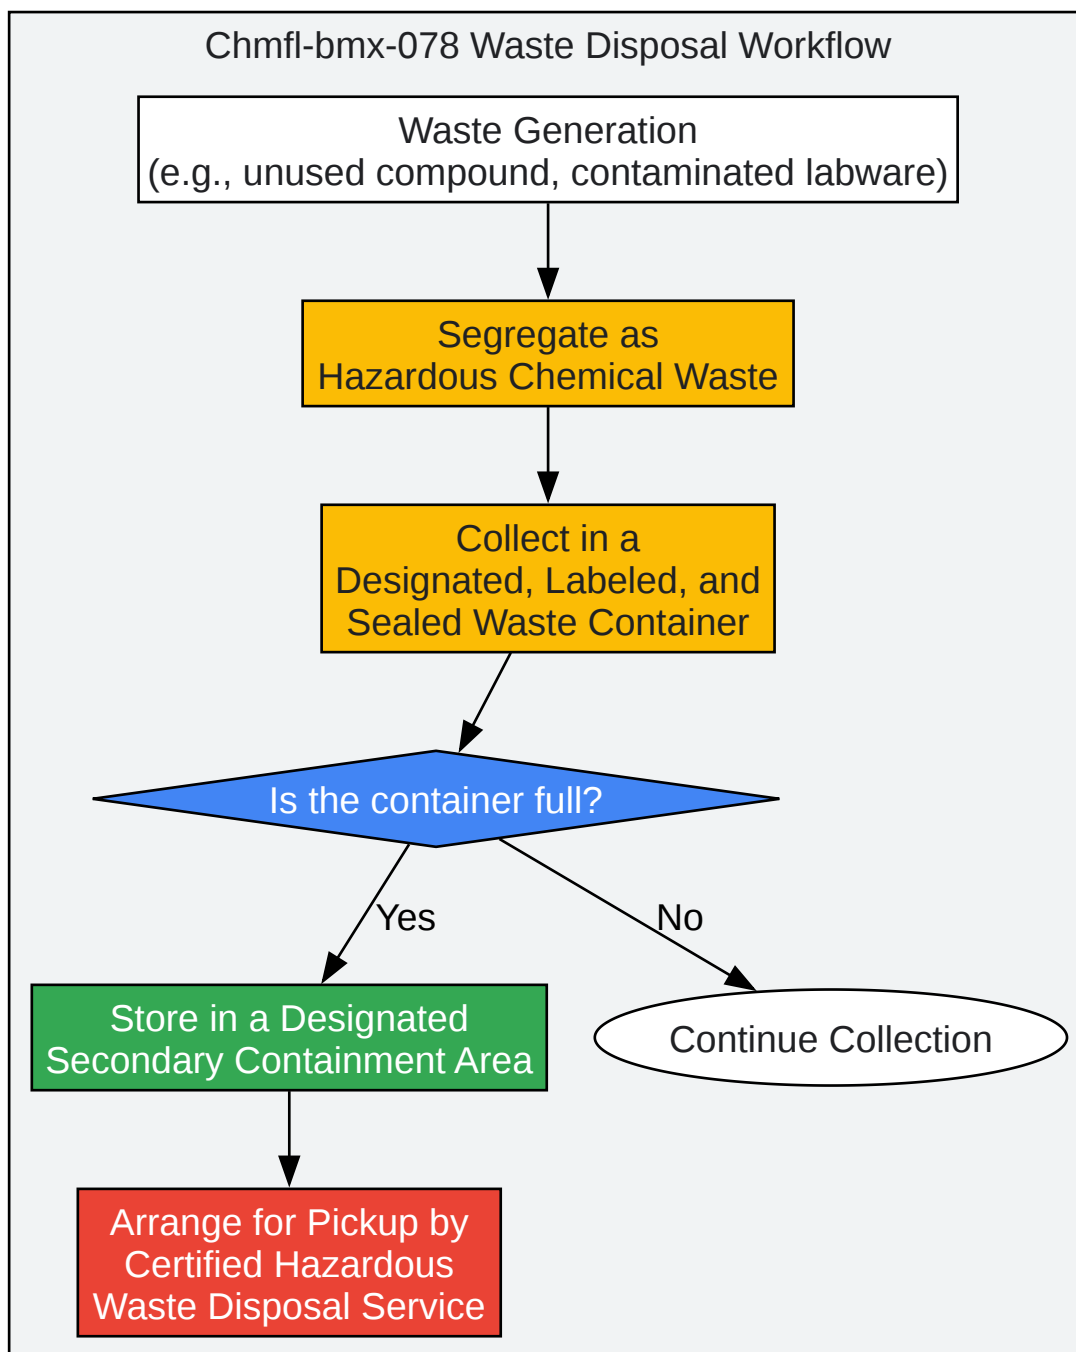 Chmfl-bmx-078 Waste Disposal Workflow
Waste Generation
(e.g., unused compound, contaminated labware)
Segregate as
Hazardous Chemical Waste
Collect in a
Designated, Labeled, and
Sealed Waste Container
Is the container full?
Yes
No
Store in a Designated
Secondary Containment Area
Continue Collection
Arrange for Pickup by
Certified Hazardous
Waste Disposal Service